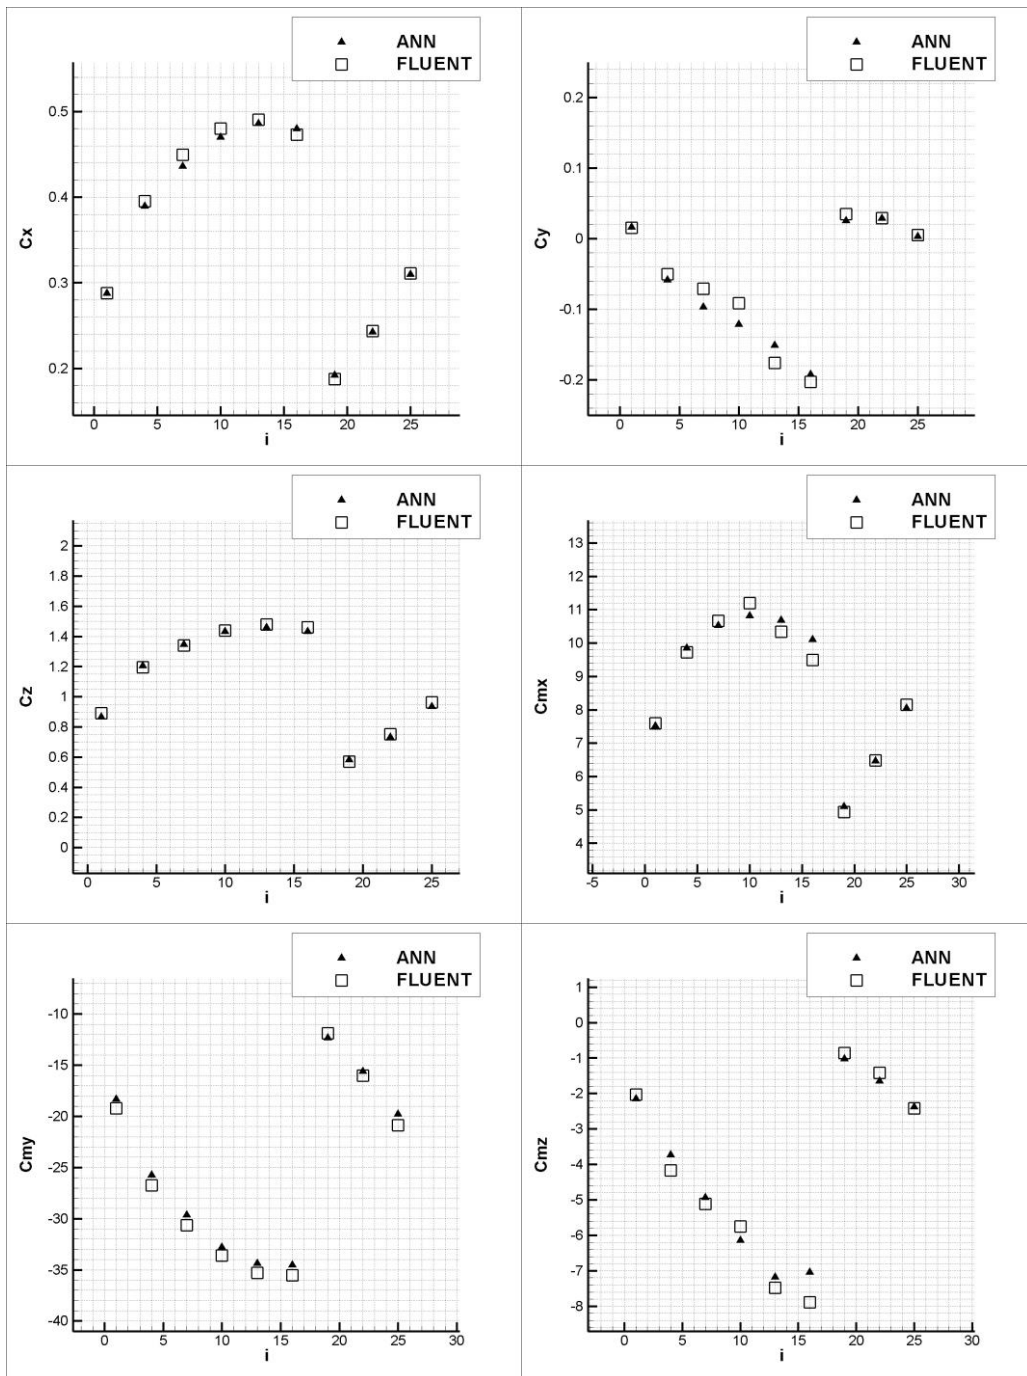 ANN
FLUENT
Cx
0.5
0.4
0.3
0.2
0 5 10 15 20 25
i
ANN
FLUENT
Cy
0.2
0.1
0
-0.1
-0.2
0 5 10 15 20 25
i
ANN
FLUENT
Cz
2
1.8
1.6
1.4
1.2
1
0.8
0.6
0.4
0.2
0
0 5 10 15 20 25
i
ANN
FLUENT
Cmx
13
12
11
10
9
8
7
6
5
4
-5 0 5 10 15 20 25 30
i
ANN
FLUENT
Cmy
-10
-15
-20
-25
-30
-35
-40
0 5 10 15 20 25 30
i
ANN
FLUENT
Cmz
1
0
-1
-2
-3
-4
-5
-6
-7
-8
0 5 10 15 20 25 30
i